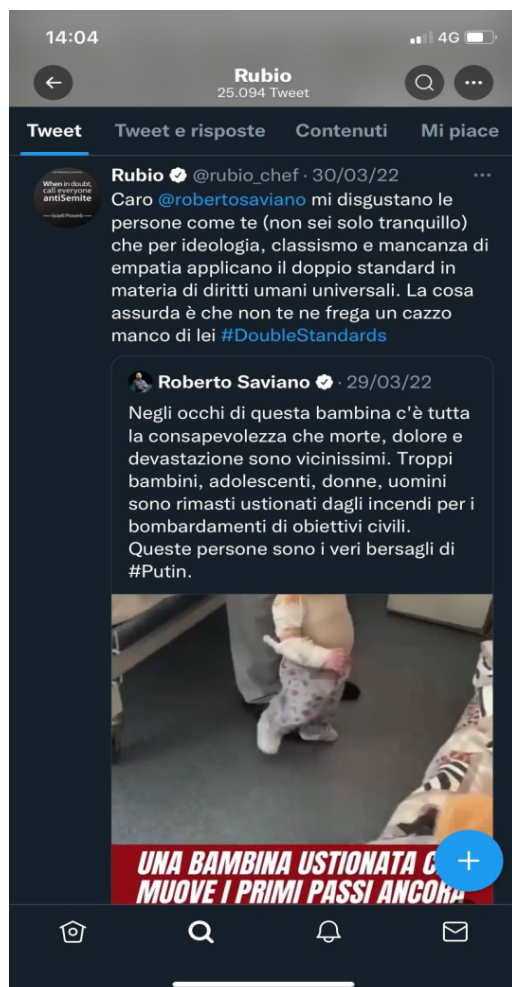 14:04
4G
Rubio
25.094 Tweet
Tweet Tweet e risposte Contenuti Mi piace
When in doubt,
call everyone
antiSemite
Israeli Proverb
Rubio @rubio_chef · 30/03/22
Caro @robertosaviano mi disgustano le
persone come te (non sei solo tranquillo)
che per ideologia, classismo e mancanza di
empatia applicano il doppio standard in
materia di diritti umani universali. La cosa
assurda è che non te ne frega un cazzo
manco di lei #DoubleStandards
Roberto Saviano · 29/03/22
Negli occhi di questa bambina c'è tutta
la consapevolezza che morte, dolore e
devastazione sono vicinissimi. Troppi
bambini, adolescenti, donne, uomini
sono rimasti ustionati dagli incendi per i
bombardamenti di obiettivi civili.
Queste persone sono i veri bersagli di
#Putin.
UNA BAMBINA USTIONATA C
MUOVE I PRIMI PASSI ANCORA